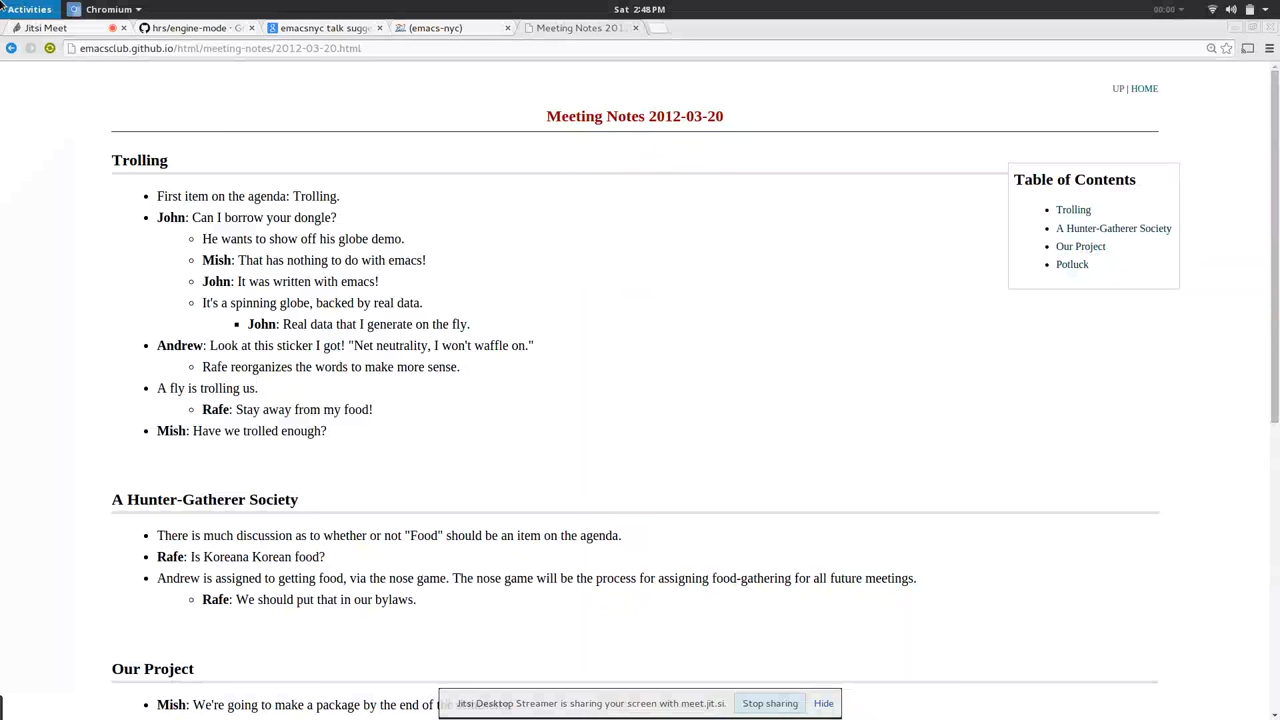 Activities Chromium Sat 2:48PM 00:00
Jitsi Meet hrs/engine-mode · G emacsnyc talk sugge (emacs-nyc) Meeting Notes 201
emacsclub.github.io/html/meeting-notes/2012-03-20.html
UP | HOME
Meeting Notes 2012-03-20
Trolling
First item on the agenda: Trolling.
John: Can I borrow your dongle?
He wants to show off his globe demo.
Mish: That has nothing to do with emacs!
John: It was written with emacs!
It's a spinning globe, backed by real data.
John: Real data that I generate on the fly.
Andrew: Look at this sticker I got! "Net neutrality, I won't waffle on."
Rafe reorganizes the words to make more sense.
A fly is trolling us.
Rafe: Stay away from my food!
Mish: Have we trolled enough?
Table of Contents
Trolling
A Hunter-Gatherer Society
Our Project
Potluck
A Hunter-Gatherer Society
There is much discussion as to whether or not "Food" should be an item on the agenda.
Rafe: Is Koreana Korean food?
Andrew is assigned to getting food, via the nose game. The nose game will be the process for assigning food-gathering for all future meetings.
Rafe: We should put that in our bylaws.
Our Project
Mish: We're going to make a package by the end of
Jitsi Desktop Streamer is sharing your screen with meet.jit.si. Stop sharing Hide